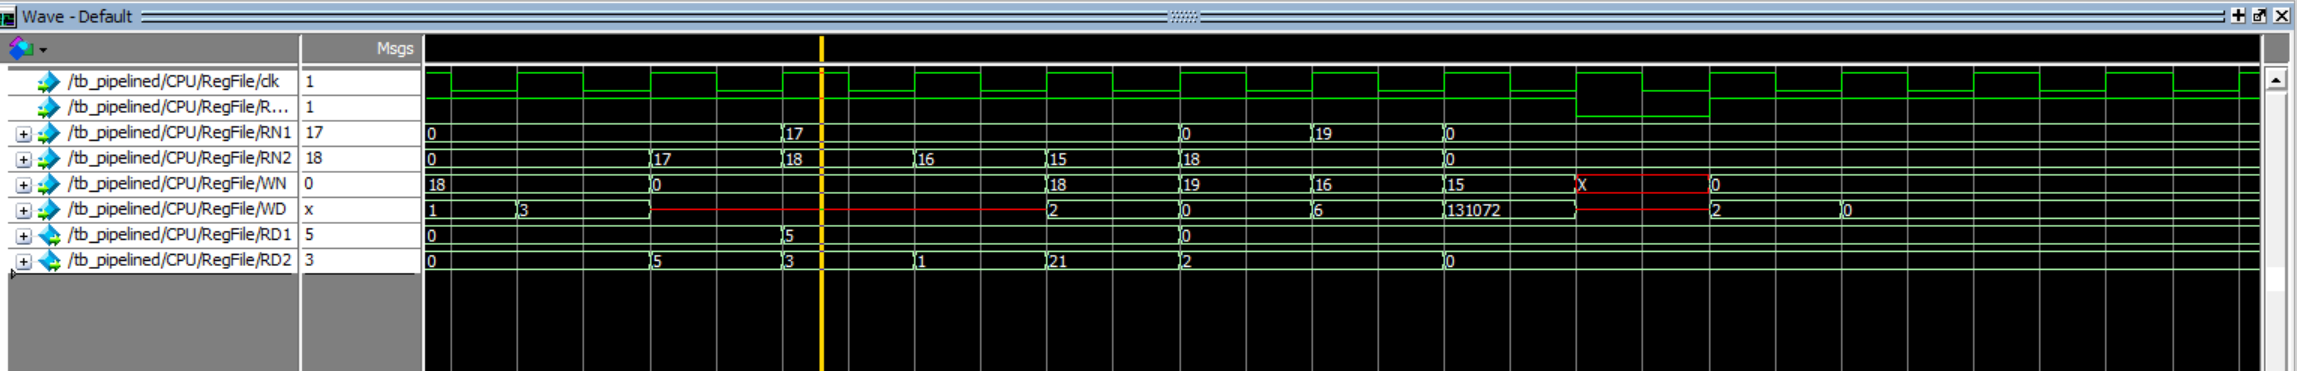 Wave - Default
Msgs
/tb_pipelined/CPU/RegFile/clk 1
/tb_pipelined/CPU/RegFile/R... 1
/tb_pipelined/CPU/RegFile/RN1 17 0 17 0 19 0
/tb_pipelined/CPU/RegFile/RN2 18 0 17 18 16 15 18 0
/tb_pipelined/CPU/RegFile/WN 0 18 0 18 19 16 15 X 0
/tb_pipelined/CPU/RegFile/WD x 1 3 2 0 6 131072 2 0
/tb_pipelined/CPU/RegFile/RD1 5 0 5 0
/tb_pipelined/CPU/RegFile/RD2 3 0 5 3 1 21 2 0